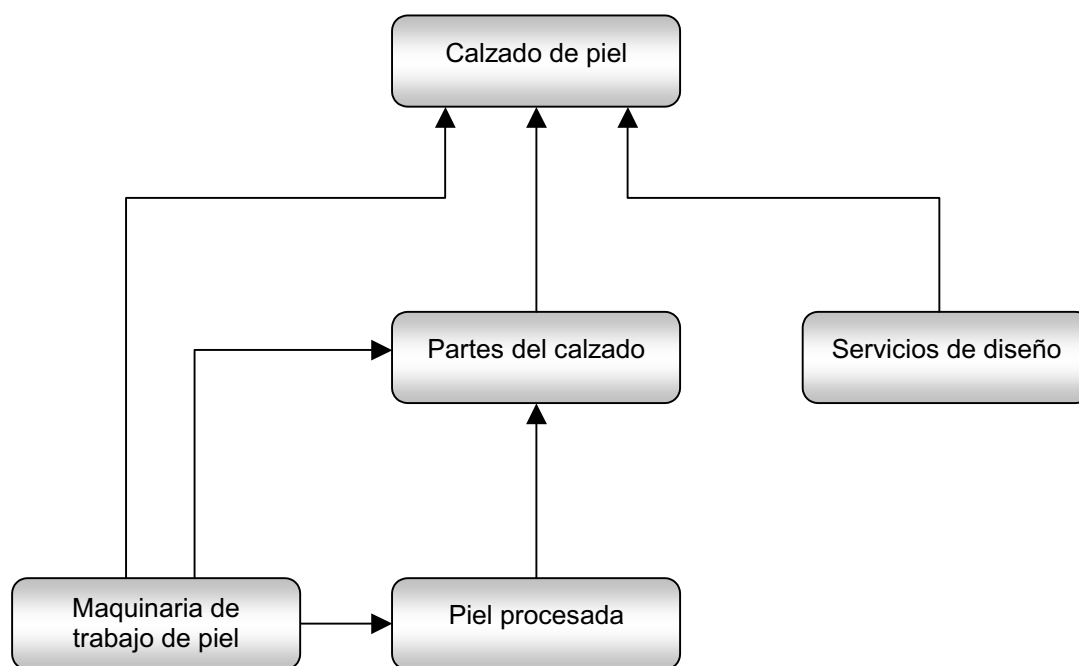 Calzado de piel
Partes del calzado
Servicios de diseño
Maquinaria de
trabajo de piel
Piel procesada